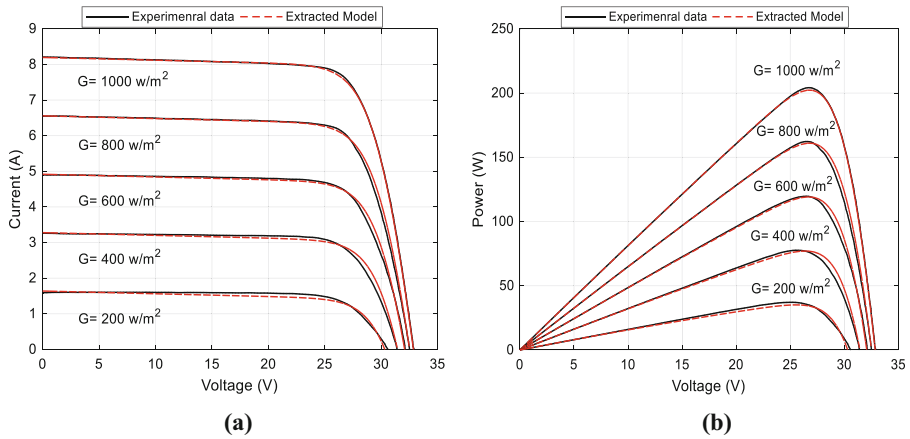 Experimenral data Extracted Model
9
8
7
6
5
4
3
2
1
0
Current (A)
G= 1000 w/m²
G= 800 w/m²
G= 600 w/m²
G= 400 w/m²
G= 200 w/m²
0 5 10 15 20 25 30 35
Voltage (V)
(a)
Experimenral data Extracted Model
250
200
150
100
50
0
Power (W)
G= 1000 w/m²
G= 800 w/m²
G= 600 w/m²
G= 400 w/m²
G= 200 w/m²
0 5 10 15 20 25 30 35
Voltage (V)
(b)